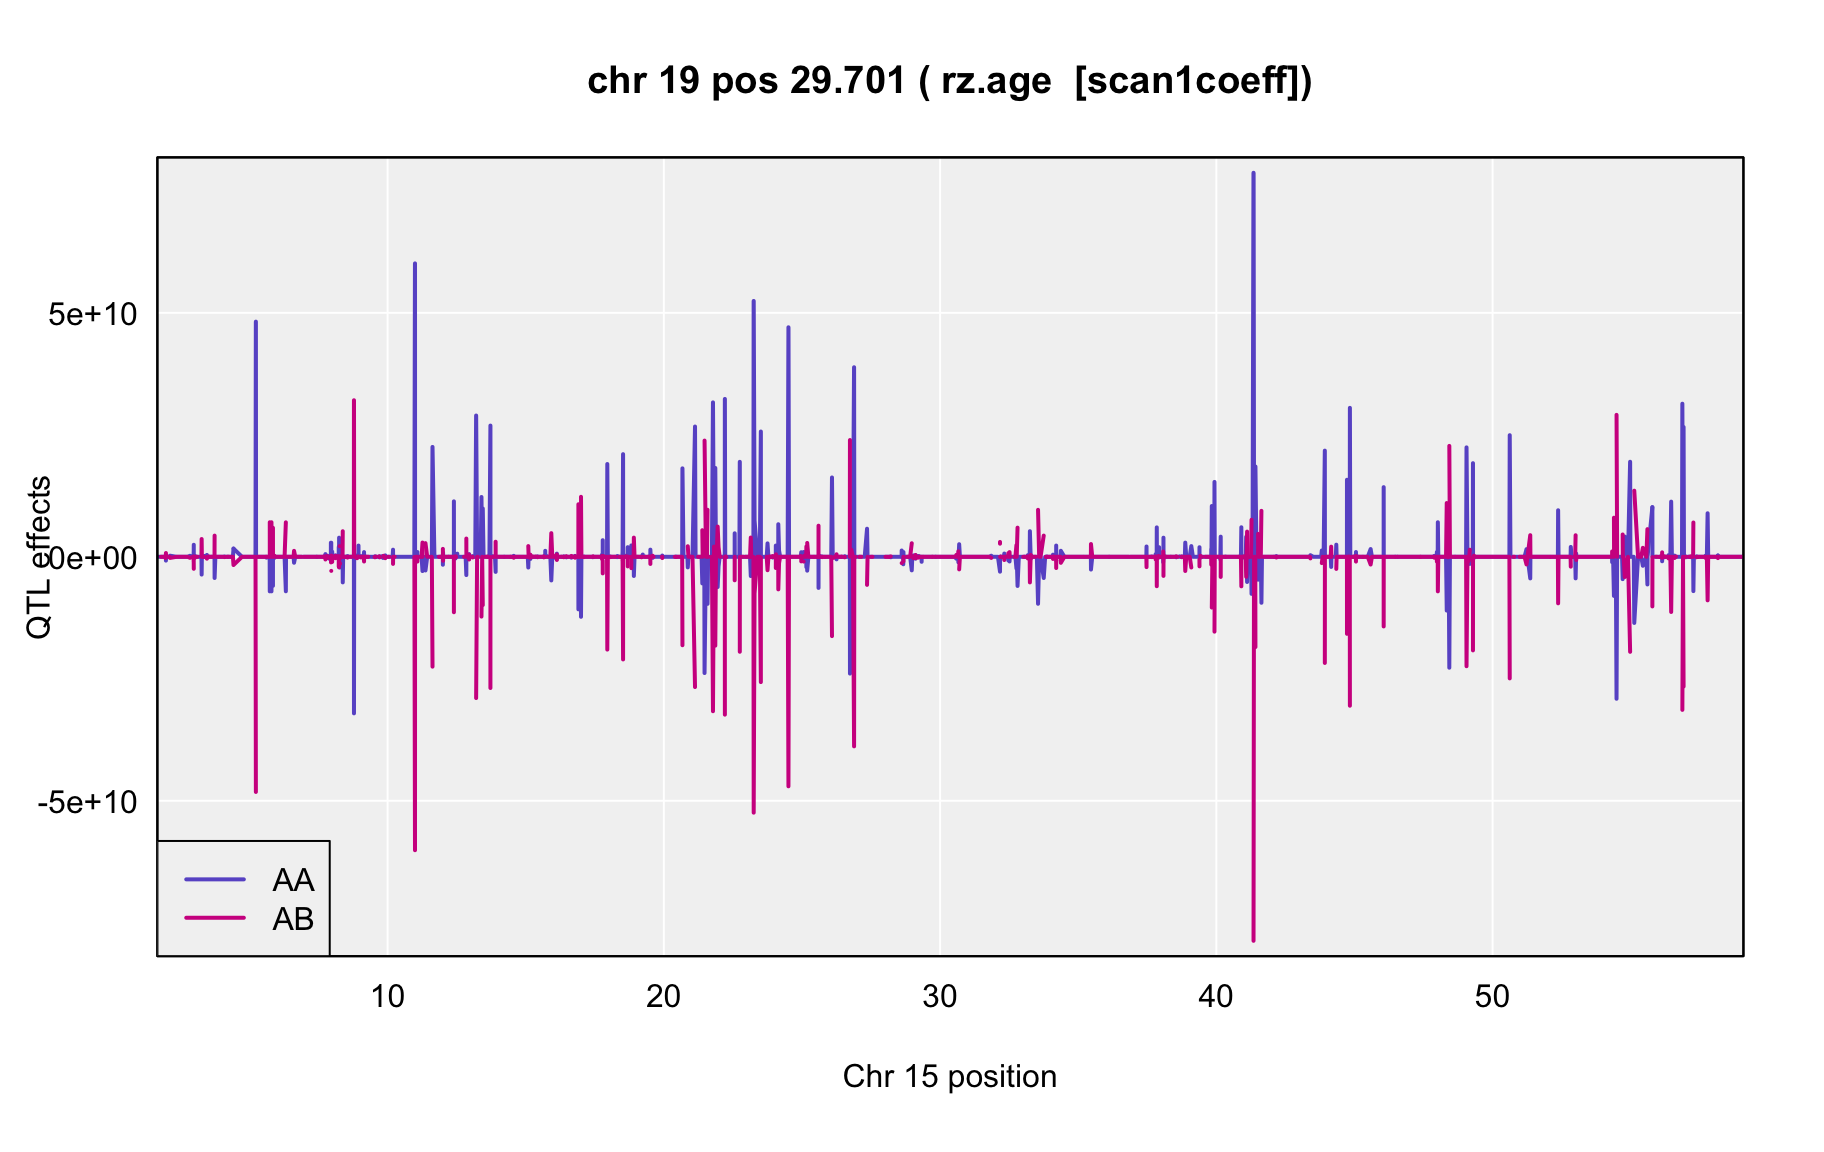 chr 19 pos 29.701 ( rz.age  [scan1coeff])
QTL effects
5e+10
0e+00
-5e+10
AA
AB
10 20 30 40 50
Chr 15 position